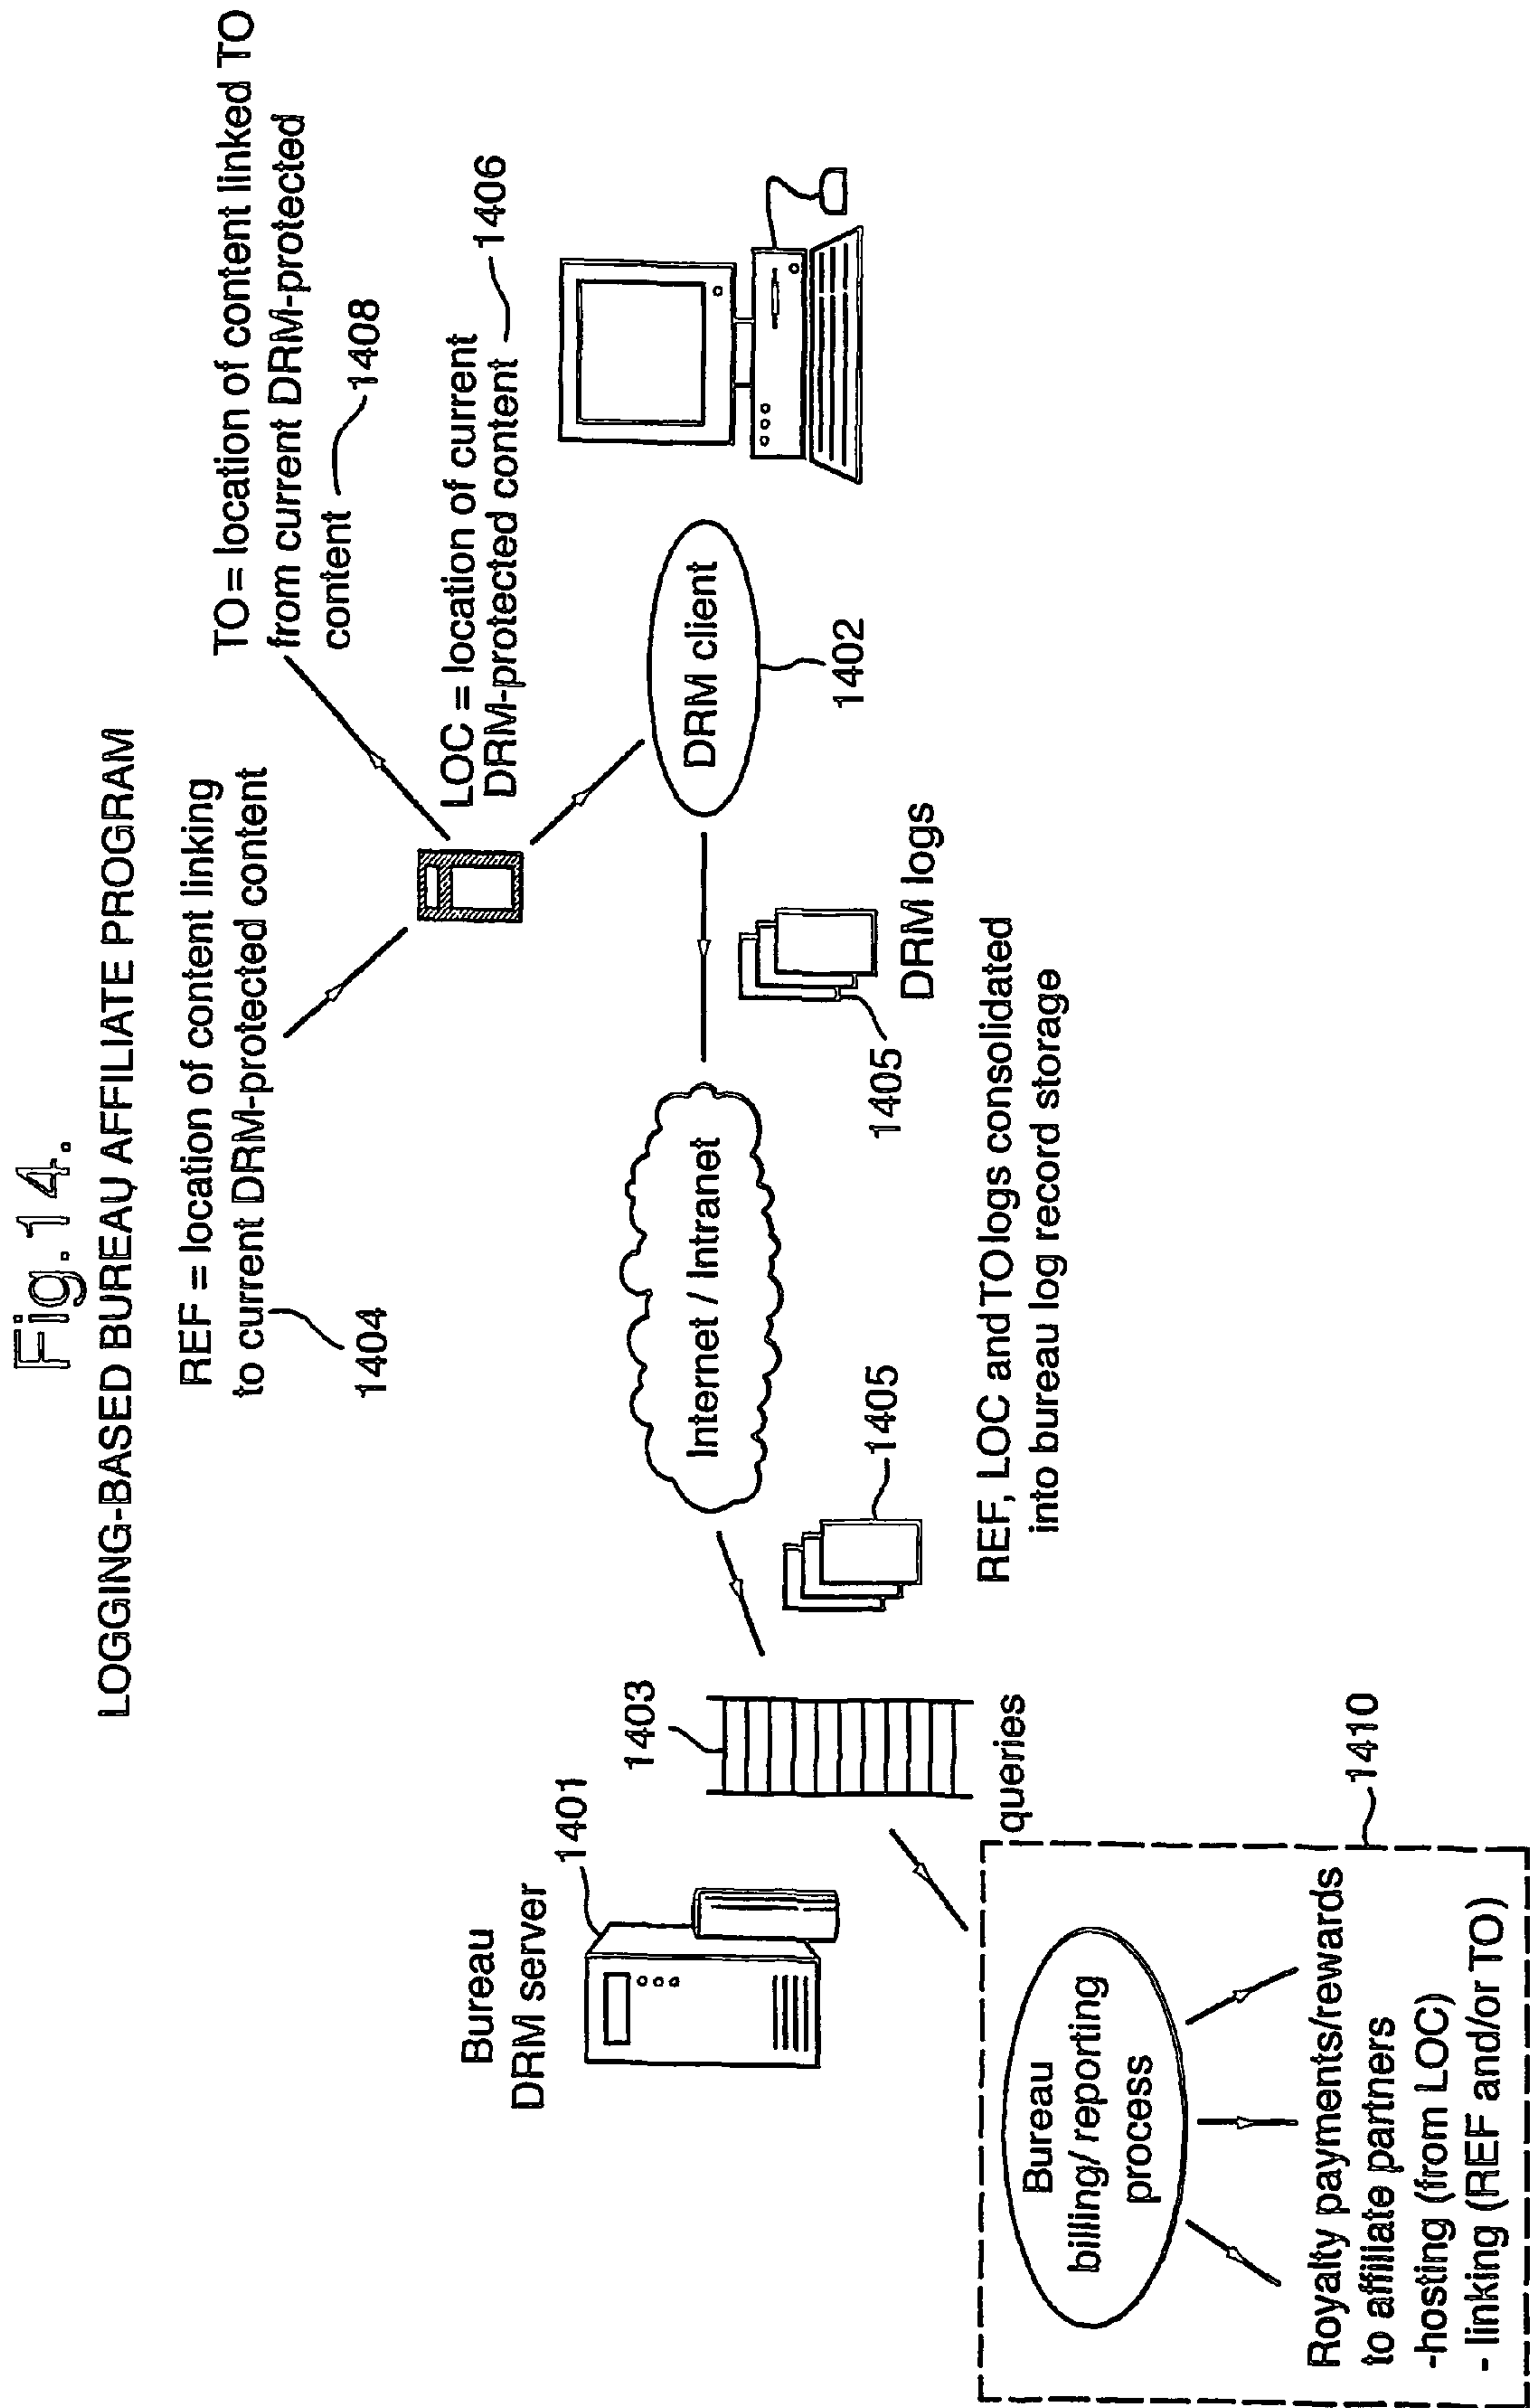 Fig.14.
LOGGING-BASED BUREAU AFFILIATE PROGRAM
REF = location of content linking
to current DRM-protected content
1404
TO = location of content linked TO
from current DRM-protected
content
1408
LOC = location of current
DRM-protected content
1406
DRM client
1402
Bureau
DRM server
1401
1403
queries
Internet / Intranet
1405
1405
DRM logs
REF, LOC and TO logs consolidated
into bureau log record storage
Bureau
billing/ reporting
process
Royalty payments/rewards
to affiliate partners
-hosting (from LOC)
- linking (REF and/or TO)
1410